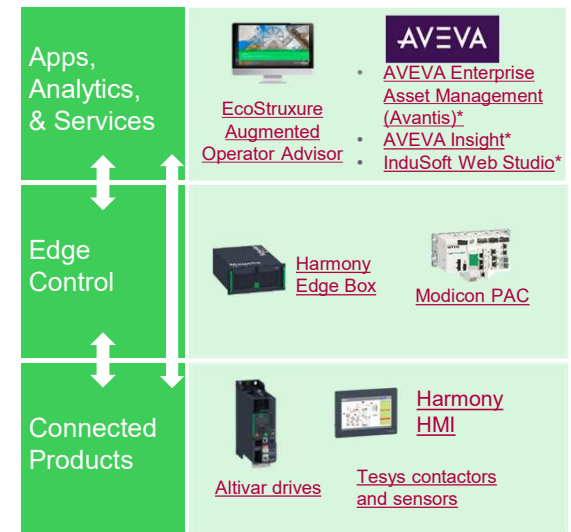 Apps,
Analytics,
& Services
EcoStruxure
Augmented
Operator Advisor
AVEVA
• AVEVA Enterprise
Asset Management
(Avantis)*
• AVEVA Insight*
• InduSoft Web Studio*
Edge
Control
Harmony
Edge Box
Modicon PAC
Connected
Products
Altivar drives
Harmony
HMI
Tesys contactors
and sensors